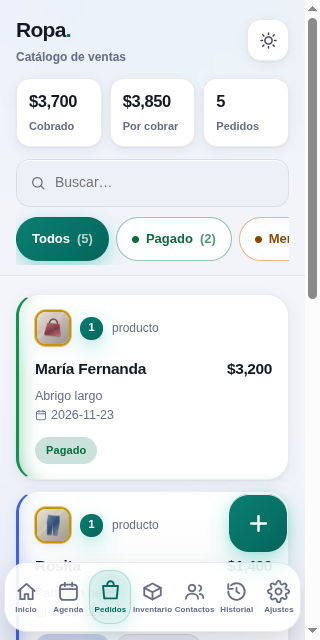 Ropa.
Catálogo de ventas
$3,700
Cobrado
$3,850
Por cobrar
5
Pedidos
Buscar…
Todos (5)
Pagado (2)
1 producto
María Fernanda $3,200
Abrigo largo
2026-11-23
Pagado
1 producto
Rosita $1,400
+
Inicio Agenda Pedidos Inventario Contactos Historial Ajustes